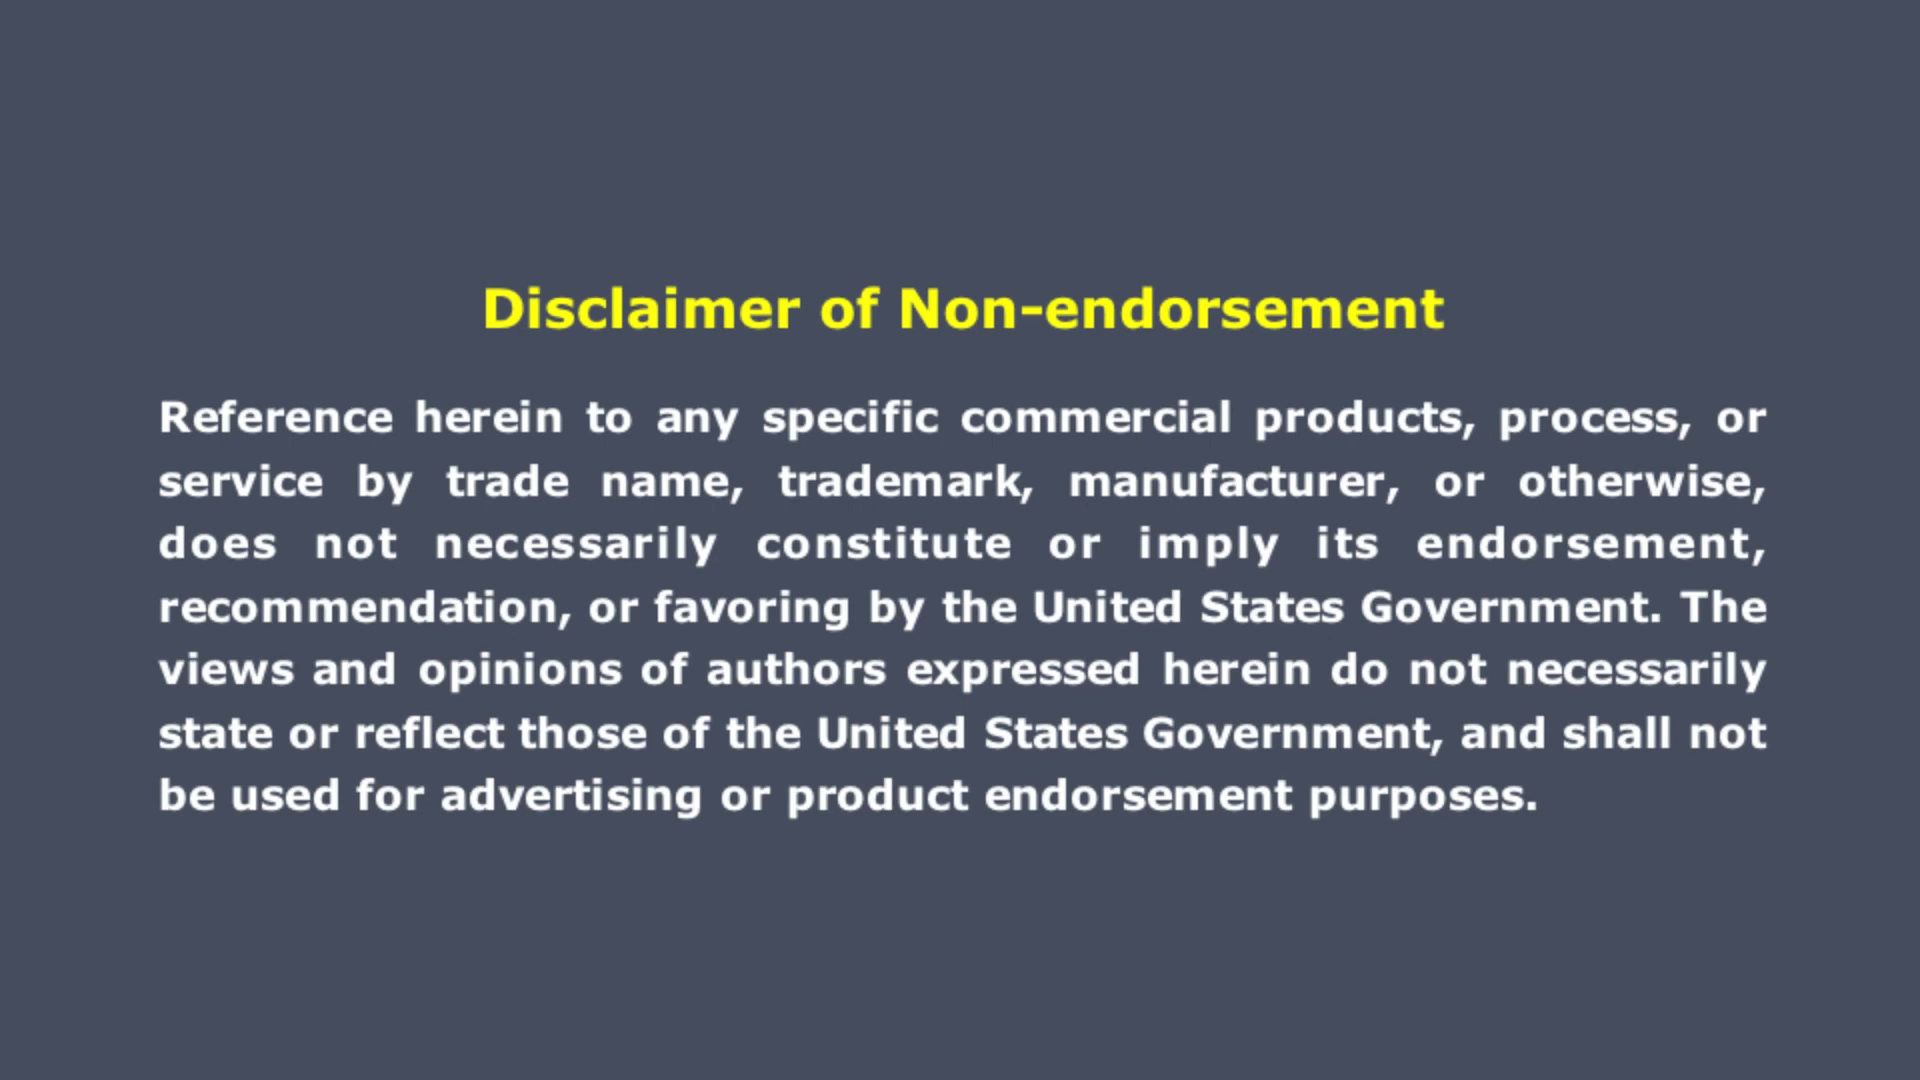 Disclaimer of Non-endorsement
Reference herein to any specific commercial products, process, or
service by trade name, trademark, manufacturer, or otherwise,
does not necessarily constitute or imply its endorsement,
recommendation, or favoring by the United States Government. The
views and opinions of authors expressed herein do not necessarily
state or reflect those of the United States Government, and shall not
be used for advertising or product endorsement purposes.